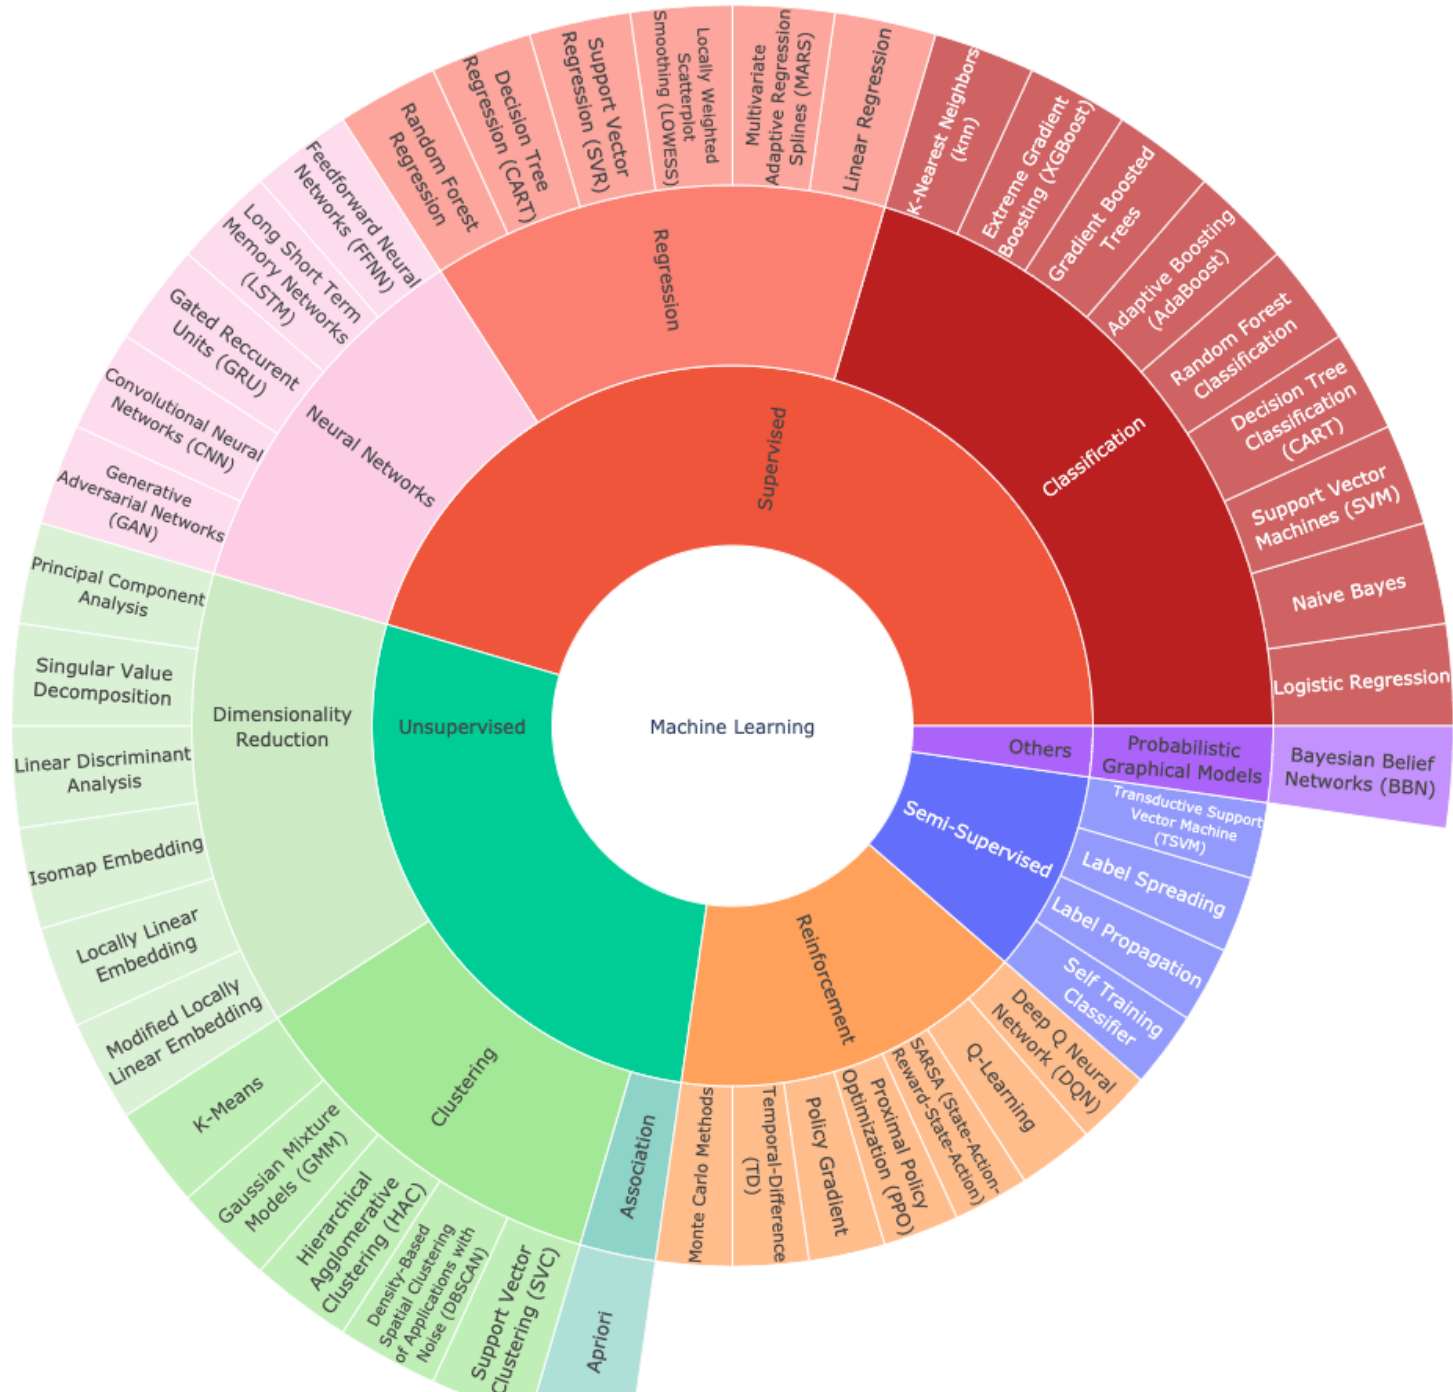 Machine Learning
Supervised
Classification
Logistic Regression
Naive Bayes
Support Vector
Machines (SVM)
Decision Tree
Classification
(CART)
Random Forest
Classification
Adaptive Boosting
(AdaBoost)
Gradient Boosted
Trees
Extreme Gradient
Boosting (XGBoost)
K-Nearest Neighbors
(knn)
Regression
Linear Regression
Multivariate
Adaptive Regression
Splines (MARS)
Locally Weighted
Scatterplot
Smoothing (LOWESS)
Support Vector
Regression (SVR)
Decision Tree
Regression (CART)
Random Forest
Regression
Neural Networks
Feedforward Neural
Networks (FFNN)
Long Short Term
Memory Networks
(LSTM)
Gated Reccurent
Units (GRU)
Convolutional Neural
Networks (CNN)
Generative
Adversarial Networks
(GAN)
Unsupervised
Dimensionality
Reduction
Principal Component
Analysis
Singular Value
Decomposition
Linear Discriminant
Analysis
Isomap Embedding
Locally Linear
Embedding
Modified Locally
Linear Embedding
Clustering
K-Means
Gaussian Mixture
Models (GMM)
Hierarchical
Agglomerative
Clustering (HAC)
Density-Based
Spatial Clustering
of Applications with
Noise (DBSCAN)
Support Vector
Clustering (SVC)
Association
Apriori
Reinforcement
Monte Carlo Methods
Temporal-Difference
(TD)
Policy Gradient
Proximal Policy
Optimization (PPO)
SARSA (State-Action-
Reward-State-Action)
Q-Learning
Deep Q Neural
Network (DQN)
Semi-Supervised
Self Training
Classifier
Label Propagation
Label Spreading
Transductive Support
Vector Machine
(TSVM)
Others
Probabilistic
Graphical Models
Bayesian Belief
Networks (BBN)